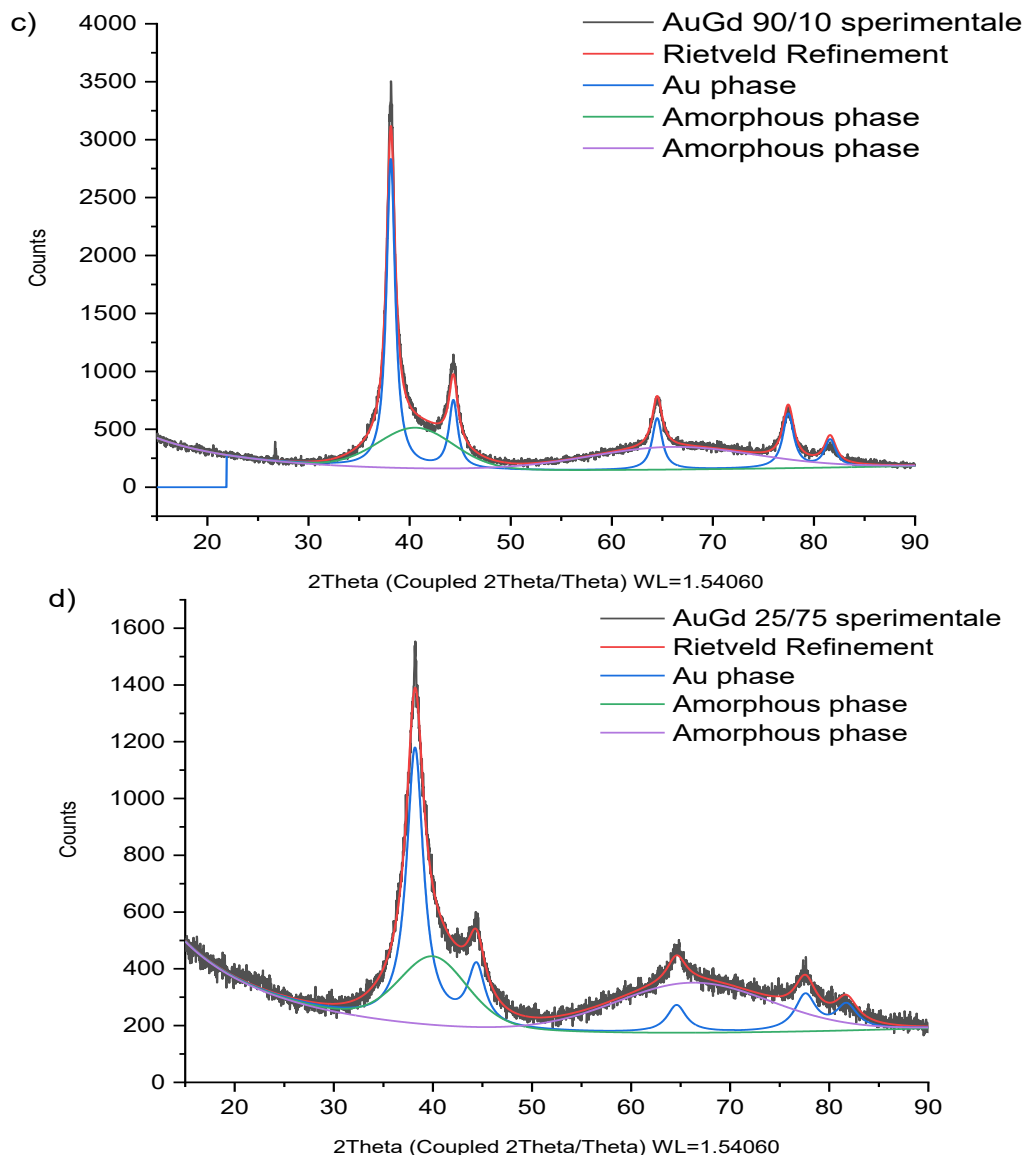 c)
AuGd 90/10 sperimentale
Rietveld Refinement
Au phase
Amorphous phase
Amorphous phase
4000
3500
3000
2500
2000
1500
1000
500
0
Counts
20 30 40 50 60 70 80 90
2Theta (Coupled 2Theta/Theta) WL=1.54060
d)
AuGd 25/75 sperimentale
Rietveld Refinement
Au phase
Amorphous phase
Amorphous phase
1600
1400
1200
1000
800
600
400
200
0
Counts
20 30 40 50 60 70 80 90
2Theta (Coupled 2Theta/Theta) WL=1.54060